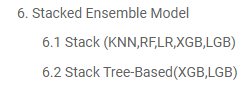 6. Stacked Ensemble Model
6.1 Stack (KNN,RF,LR,XGB,LGB)
6.2 Stack Tree-Based(XGB,LGB)